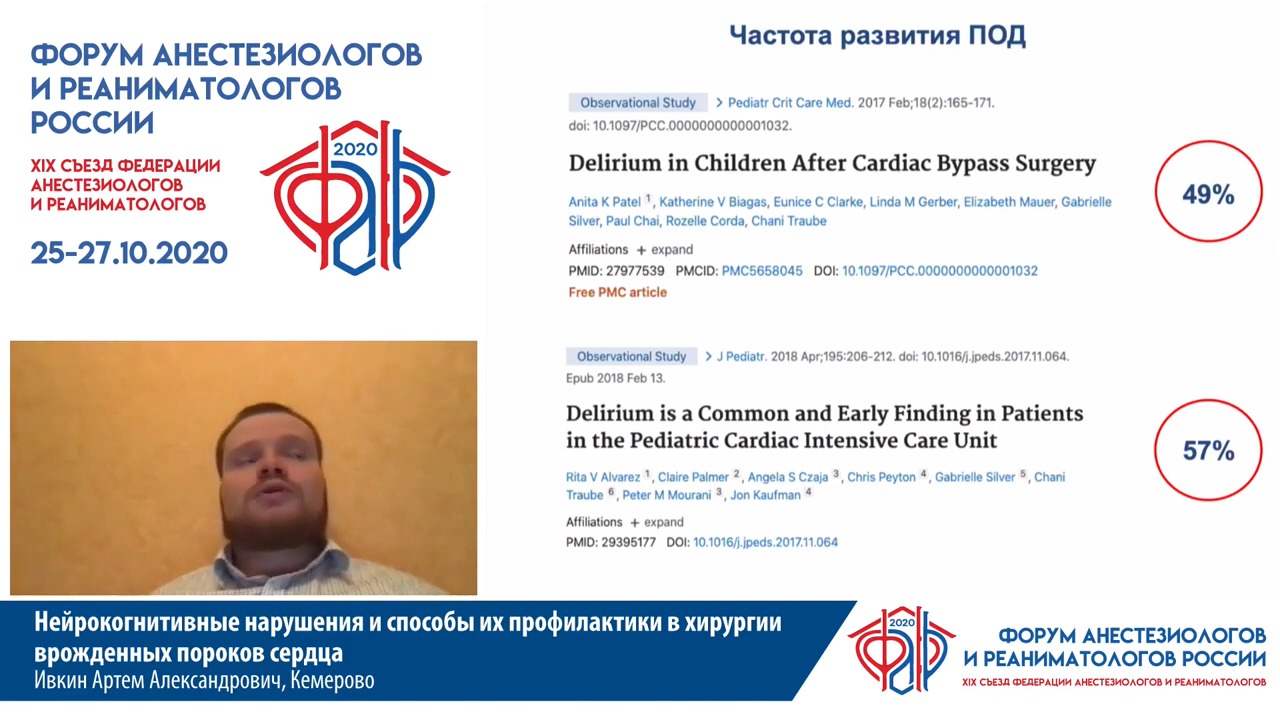 ФОРУМ АНЕСТЕЗИОЛОГОВ
И РЕАНИМАТОЛОГОВ
РОССИИ
XIX СЪЕЗД ФЕДЕРАЦИИ
АНЕСТЕЗИОЛОГОВ
И РЕАНИМАТОЛОГОВ
25-27.10.2020
2020
ФАР
Частота развития ПОД
Observational Study > Pediatr Crit Care Med. 2017 Feb;18(2):165-171.
doi: 10.1097/PCC.0000000000001032.
Delirium in Children After Cardiac Bypass Surgery
Anita K Patel 1, Katherine V Biagas, Eunice C Clarke, Linda M Gerber, Elizabeth Mauer, Gabrielle
Silver, Paul Chai, Rozelle Corda, Chani Traube
Affiliations + expand
PMID: 27977539 PMCID: PMC5658045 DOI: 10.1097/PCC.0000000000001032
Free PMC article
49%
Observational Study > J Pediatr. 2018 Apr;195:206-212. doi: 10.1016/j.jpeds.2017.11.064.
Epub 2018 Feb 13.
Delirium is a Common and Early Finding in Patients
in the Pediatric Cardiac Intensive Care Unit
Rita V Alvarez 1, Claire Palmer 2, Angela S Czaja 3, Chris Peyton 4, Gabrielle Silver 5, Chani
Traube 6, Peter M Mourani 3, Jon Kaufman 4
Affiliations + expand
PMID: 29395177 DOI: 10.1016/j.jpeds.2017.11.064
57%
Нейрокогнитивные нарушения и способы их профилактики в хирургии
врожденных пороков сердца
Ивкин Артем Александрович, Кемерово
2020
ФАР
ФОРУМ АНЕСТЕЗИОЛОГОВ
И РЕАНИМАТОЛОГОВ РОССИИ
XIX СЪЕЗД ФЕДЕРАЦИИ АНЕСТЕЗИОЛОГОВ И РЕАНИМАТОЛОГОВ